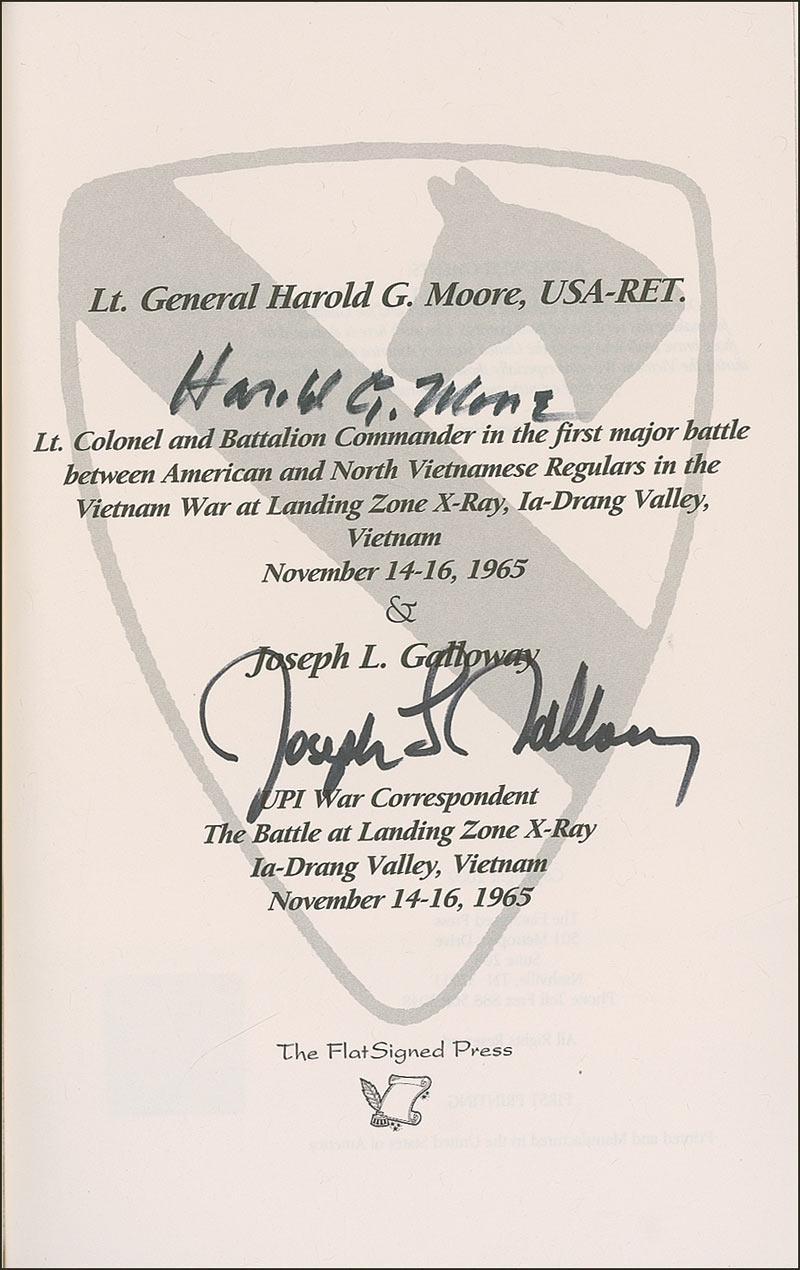 Lt. General Harold G. Moore, USA-RET.
Harold G. Moore
Lt. Colonel and Battalion Commander in the first major battle
between American and North Vietnamese Regulars in the
Vietnam War at Landing Zone X-Ray, Ia-Drang Valley,
Vietnam
November 14-16, 1965
&
Joseph L. Galloway
Joseph L Galloway
UPI War Correspondent
The Battle at Landing Zone X-Ray
Ia-Drang Valley, Vietnam
November 14-16, 1965
The FlatSigned Press